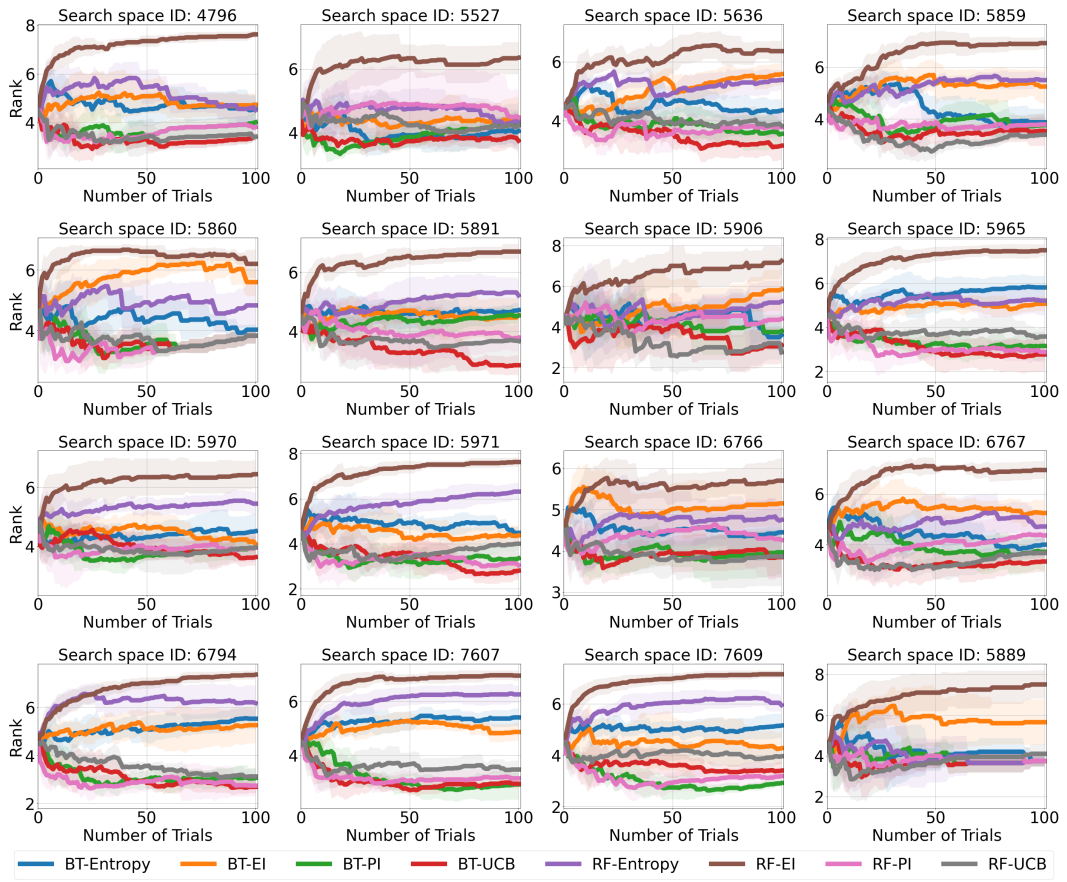 Search space ID: 4796
Search space ID: 5527
Search space ID: 5636
Search space ID: 5859
8
6
4
Rank
0
50
100
Number of Trials
6
4
0
50
100
Number of Trials
6
4
0
50
100
Number of Trials
6
4
0
50
100
Number of Trials
Search space ID: 5860
Search space ID: 5891
Search space ID: 5906
Search space ID: 5965
6
4
Rank
0
50
100
Number of Trials
6
4
0
50
100
Number of Trials
8
6
4
2
0
50
100
Number of Trials
8
6
4
2
0
50
100
Number of Trials
Search space ID: 5970
Search space ID: 5971
Search space ID: 6766
Search space ID: 6767
6
4
Rank
0
50
100
Number of Trials
8
6
4
2
0
50
100
Number of Trials
6
5
4
3
0
50
100
Number of Trials
6
4
0
50
100
Number of Trials
Search space ID: 6794
Search space ID: 7607
Search space ID: 7609
Search space ID: 5889
6
4
2
Rank
0
50
100
Number of Trials
6
4
0
50
100
Number of Trials
6
4
2
0
50
100
Number of Trials
8
6
4
2
0
50
100
Number of Trials
BT-Entropy BT-EI BT-PI BT-UCB RF-Entropy RF-EI RF-PI RF-UCB